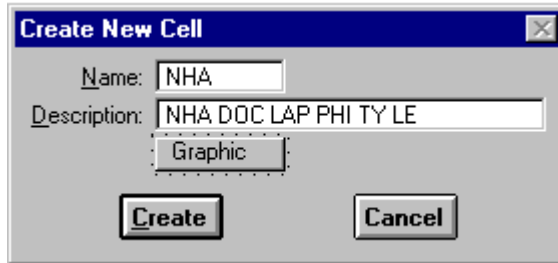 Create New Cell
Name: NHA
Description: NHA DOC LAP PHI TY LE
Graphic
Create Cancel